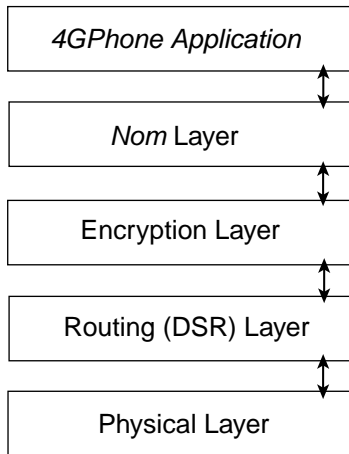 4GPhone Application
Nom Layer
Encryption Layer
Routing (DSR) Layer
Physical Layer